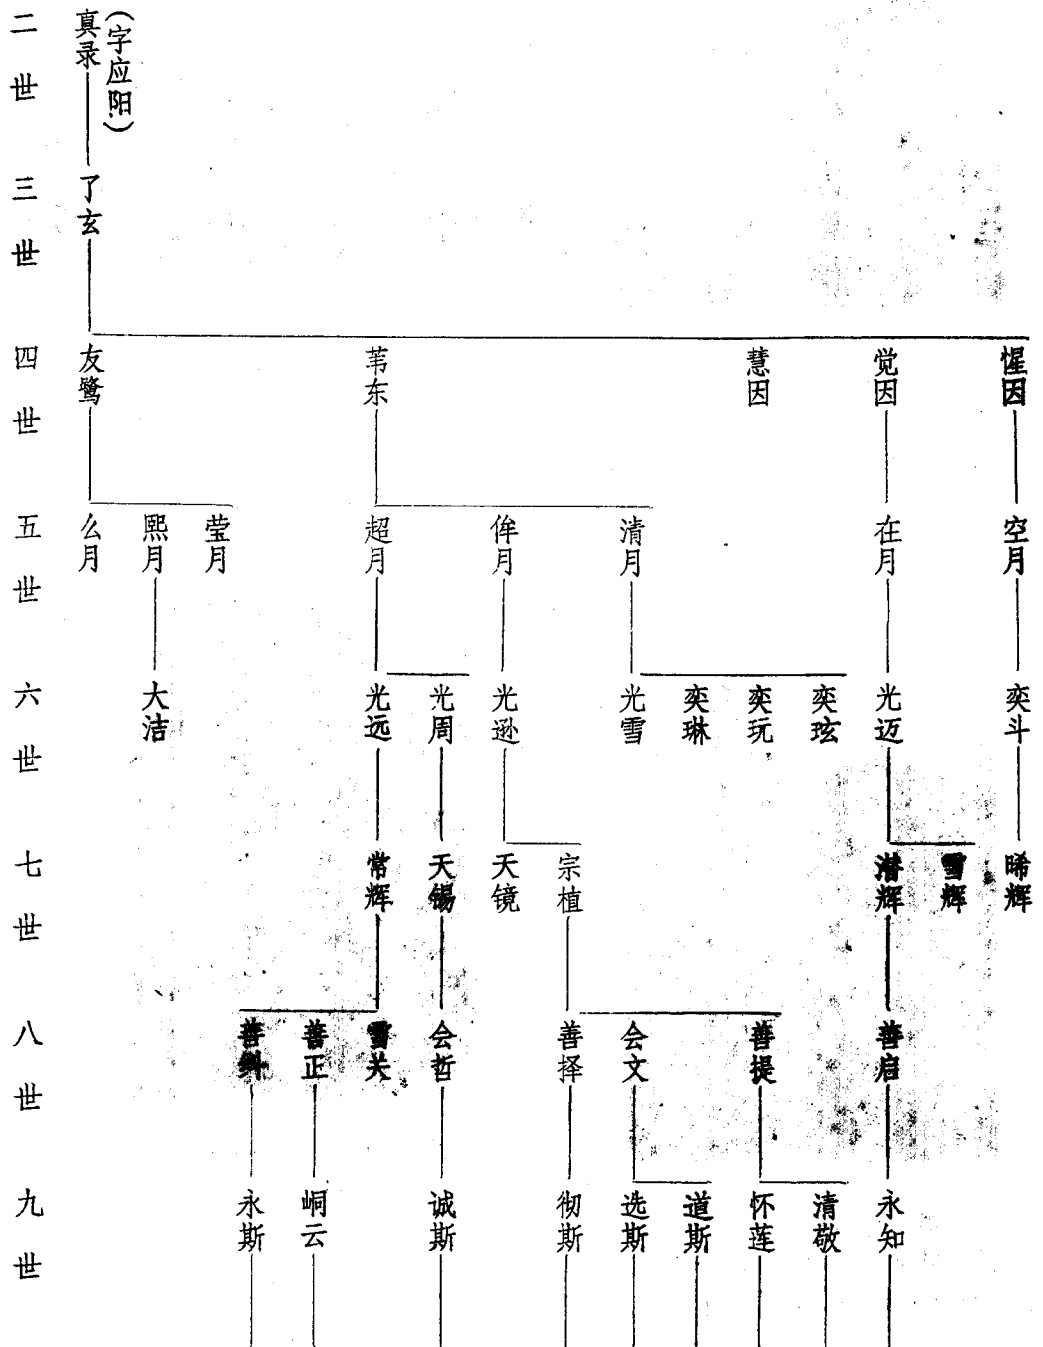 二世 真录 (字应阳)
三世 了玄
四世 友鹭 苇东 慧因 觉因 惺因
五世 么月 熙月 莹月 超月 侔月 清月 在月 空月
六世 大洁 光远 光周 光逊 光雪 奕琳 奕玩 奕玹 光迈 奕斗
七世 常辉 天锡 天镜 宗植 潜辉 雪辉 晞辉
八世 善纠 善正 雪关 会哲 善择 会文 善提 善启
九世 永斯 峒云 诚斯 彻斯 选斯 道斯 怀莲 清敬 永知